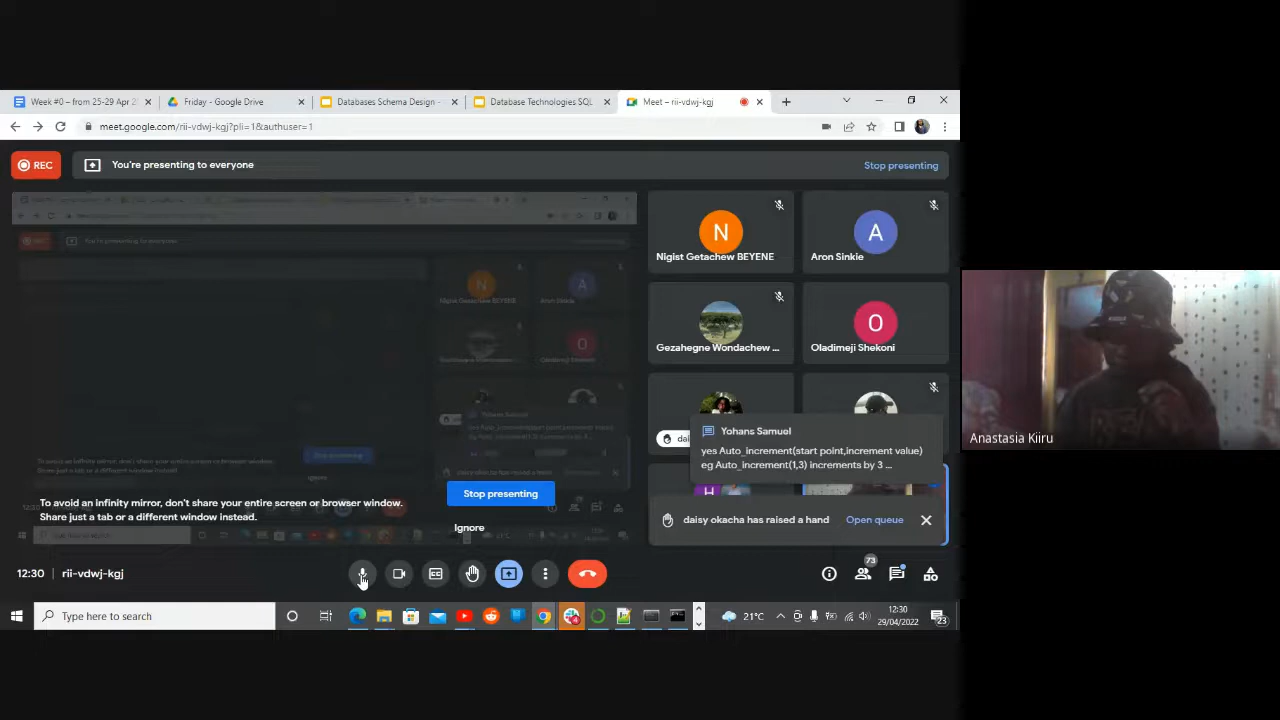 Week #0 – from 25-29 Apr 2
Friday - Google Drive
Databases Schema Design -
Database Technologies SQL
Meet – rii-vdwj-kgj
meet.google.com/rii-vdwj-kgj?pli=1&authuser=1
REC
You're presenting to everyone
Stop presenting
Nigist Getachew BEYENE
Aron Sinkie
Gezahegne Wondachew ...
Oladimeji Shekoni
dai
Yohans Samuel
yes Auto_increment(start point,increment value)
eg Auto_increment(1,3) increments by 3 ...
daisy okacha has raised a hand
Open queue
To avoid an infinity mirror, don't share your entire screen or browser window.
Share just a tab or a different window instead.
Stop presenting
Ignore
12:30 | rii-vdwj-kgj
73
Type here to search
21°C
12:30
29/04/2022
23
Anastasia Kiiru
N
A
O
H